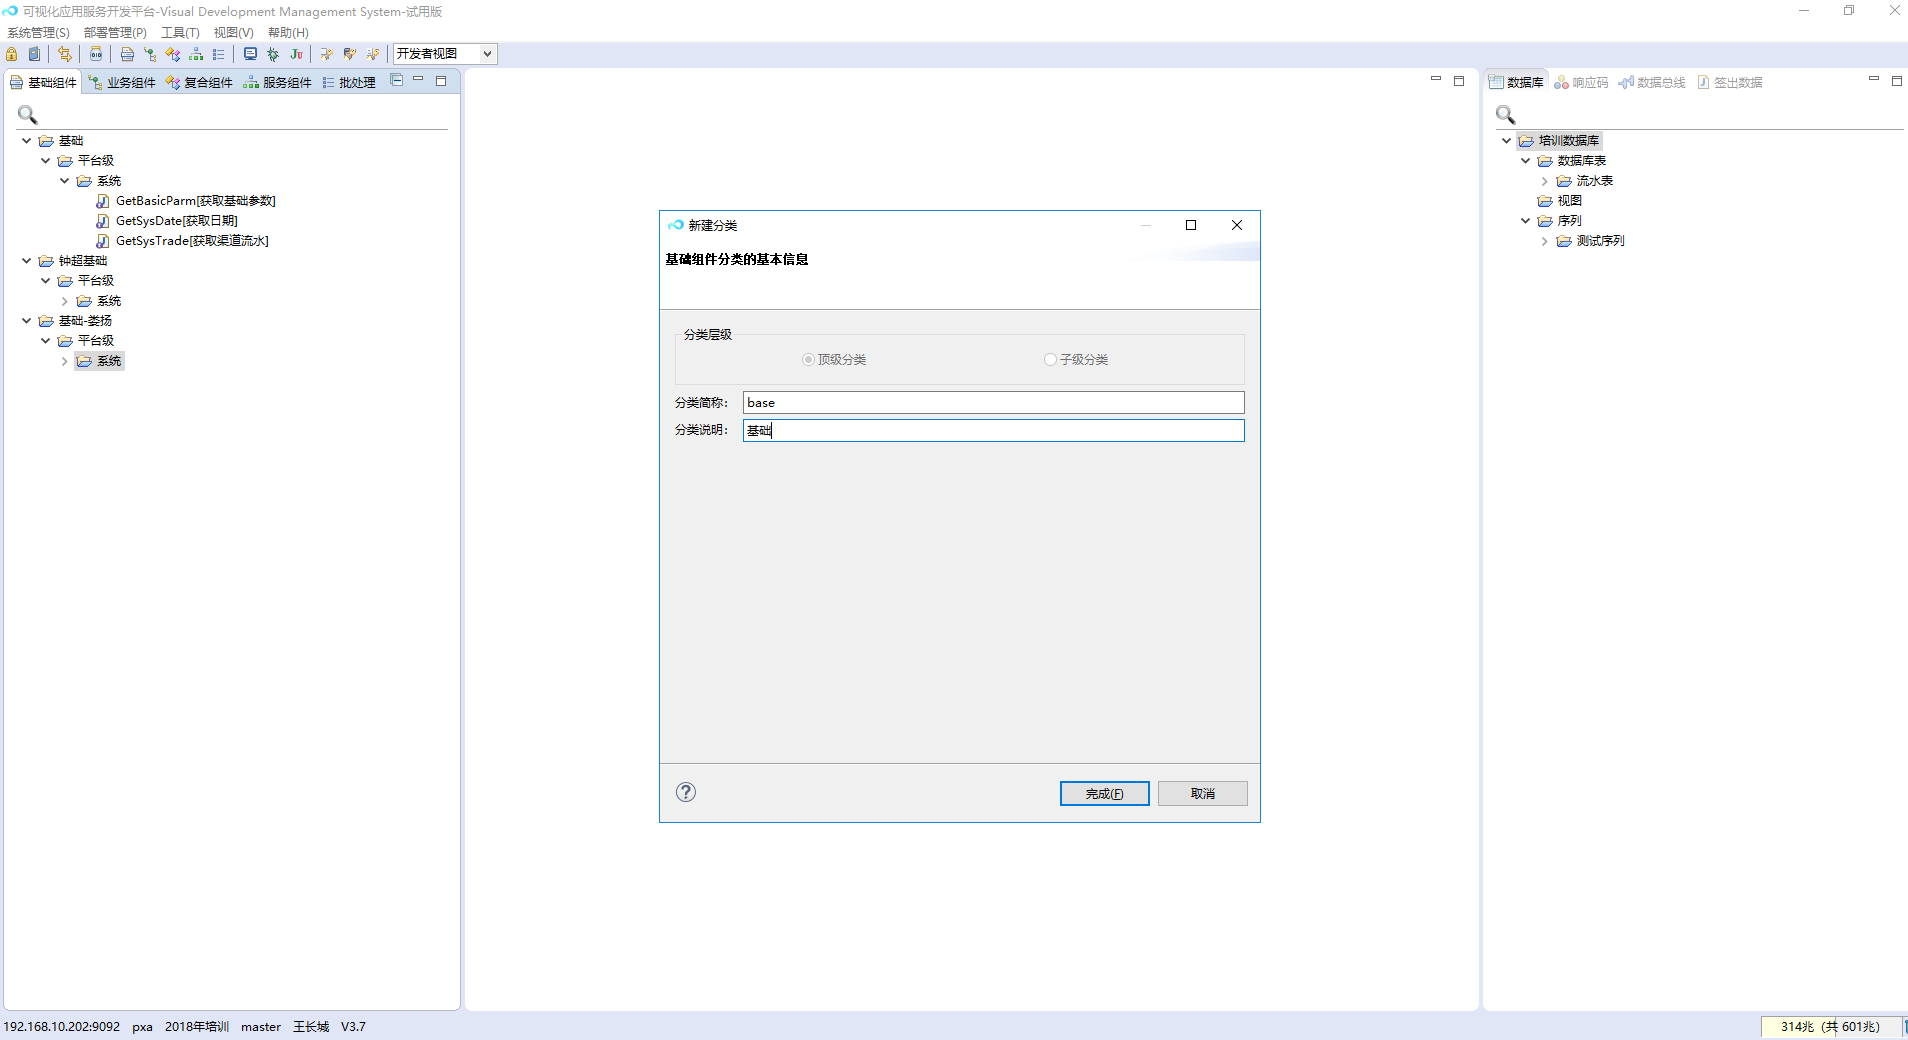 可视化应用服务开发平台-Visual Development Management System-试用版
系统管理(S) 部署管理(P) 工具(T) 视图(V) 帮助(H)
开发者视图
基础组件 业务组件 复合组件 服务组件 批处理
基础
平台级
系统
GetBasicParm[获取基础参数]
GetSysDate[获取日期]
GetSysTrade[获取渠道流水]
钟超基础
平台级
系统
基础-娄扬
平台级
系统
新建分类
基础组件分类的基本信息
分类层级
顶级分类 子级分类
分类简称： base
分类说明： 基础
完成(F) 取消
数据库 响应码 数据总线 签出数据
培训数据库
数据库表
流水表
视图
序列
测试序列
192.168.10.202:9092 pxa 2018年培训 master 王长城 V3.7
314兆（共 601兆）